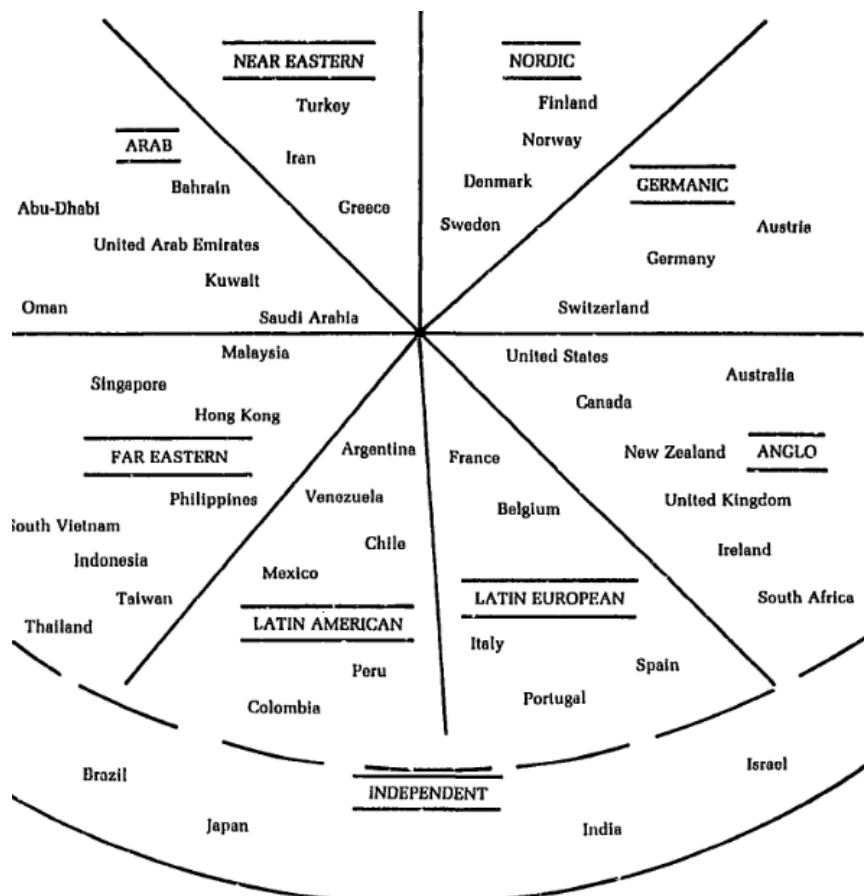 NEAR EASTERN
Turkey
Iran
Greece
NORDIC
Finland
Norway
Denmark
Sweden
GERMANIC
Austria
Germany
Switzerland
ARAB
Bahrain
Abu-Dhabi
United Arab Emirates
Kuwait
Oman
Saudi Arabia
Malaysia
Singapore
Hong Kong
FAR EASTERN
Philippines
South Vietnam
Indonesia
Taiwan
Thailand
Argentina
Venezuela
Chile
Mexico
LATIN AMERICAN
Peru
Colombia
France
Belgium
LATIN EUROPEAN
Italy
Spain
Portugal
United States
Australia
Canada
New Zealand
ANGLO
United Kingdom
Ireland
South Africa
Brazil
INDEPENDENT
Israel
Japan
India